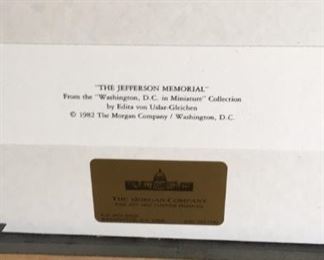 "THE JEFFERSON MEMORIAL"
From the "Washington, D.C. in Miniature" Collection
by Edita von Uslar-Gleichen
© 1982 The Morgan Company / Washington, D.C.
THE MORGAN COMPANY